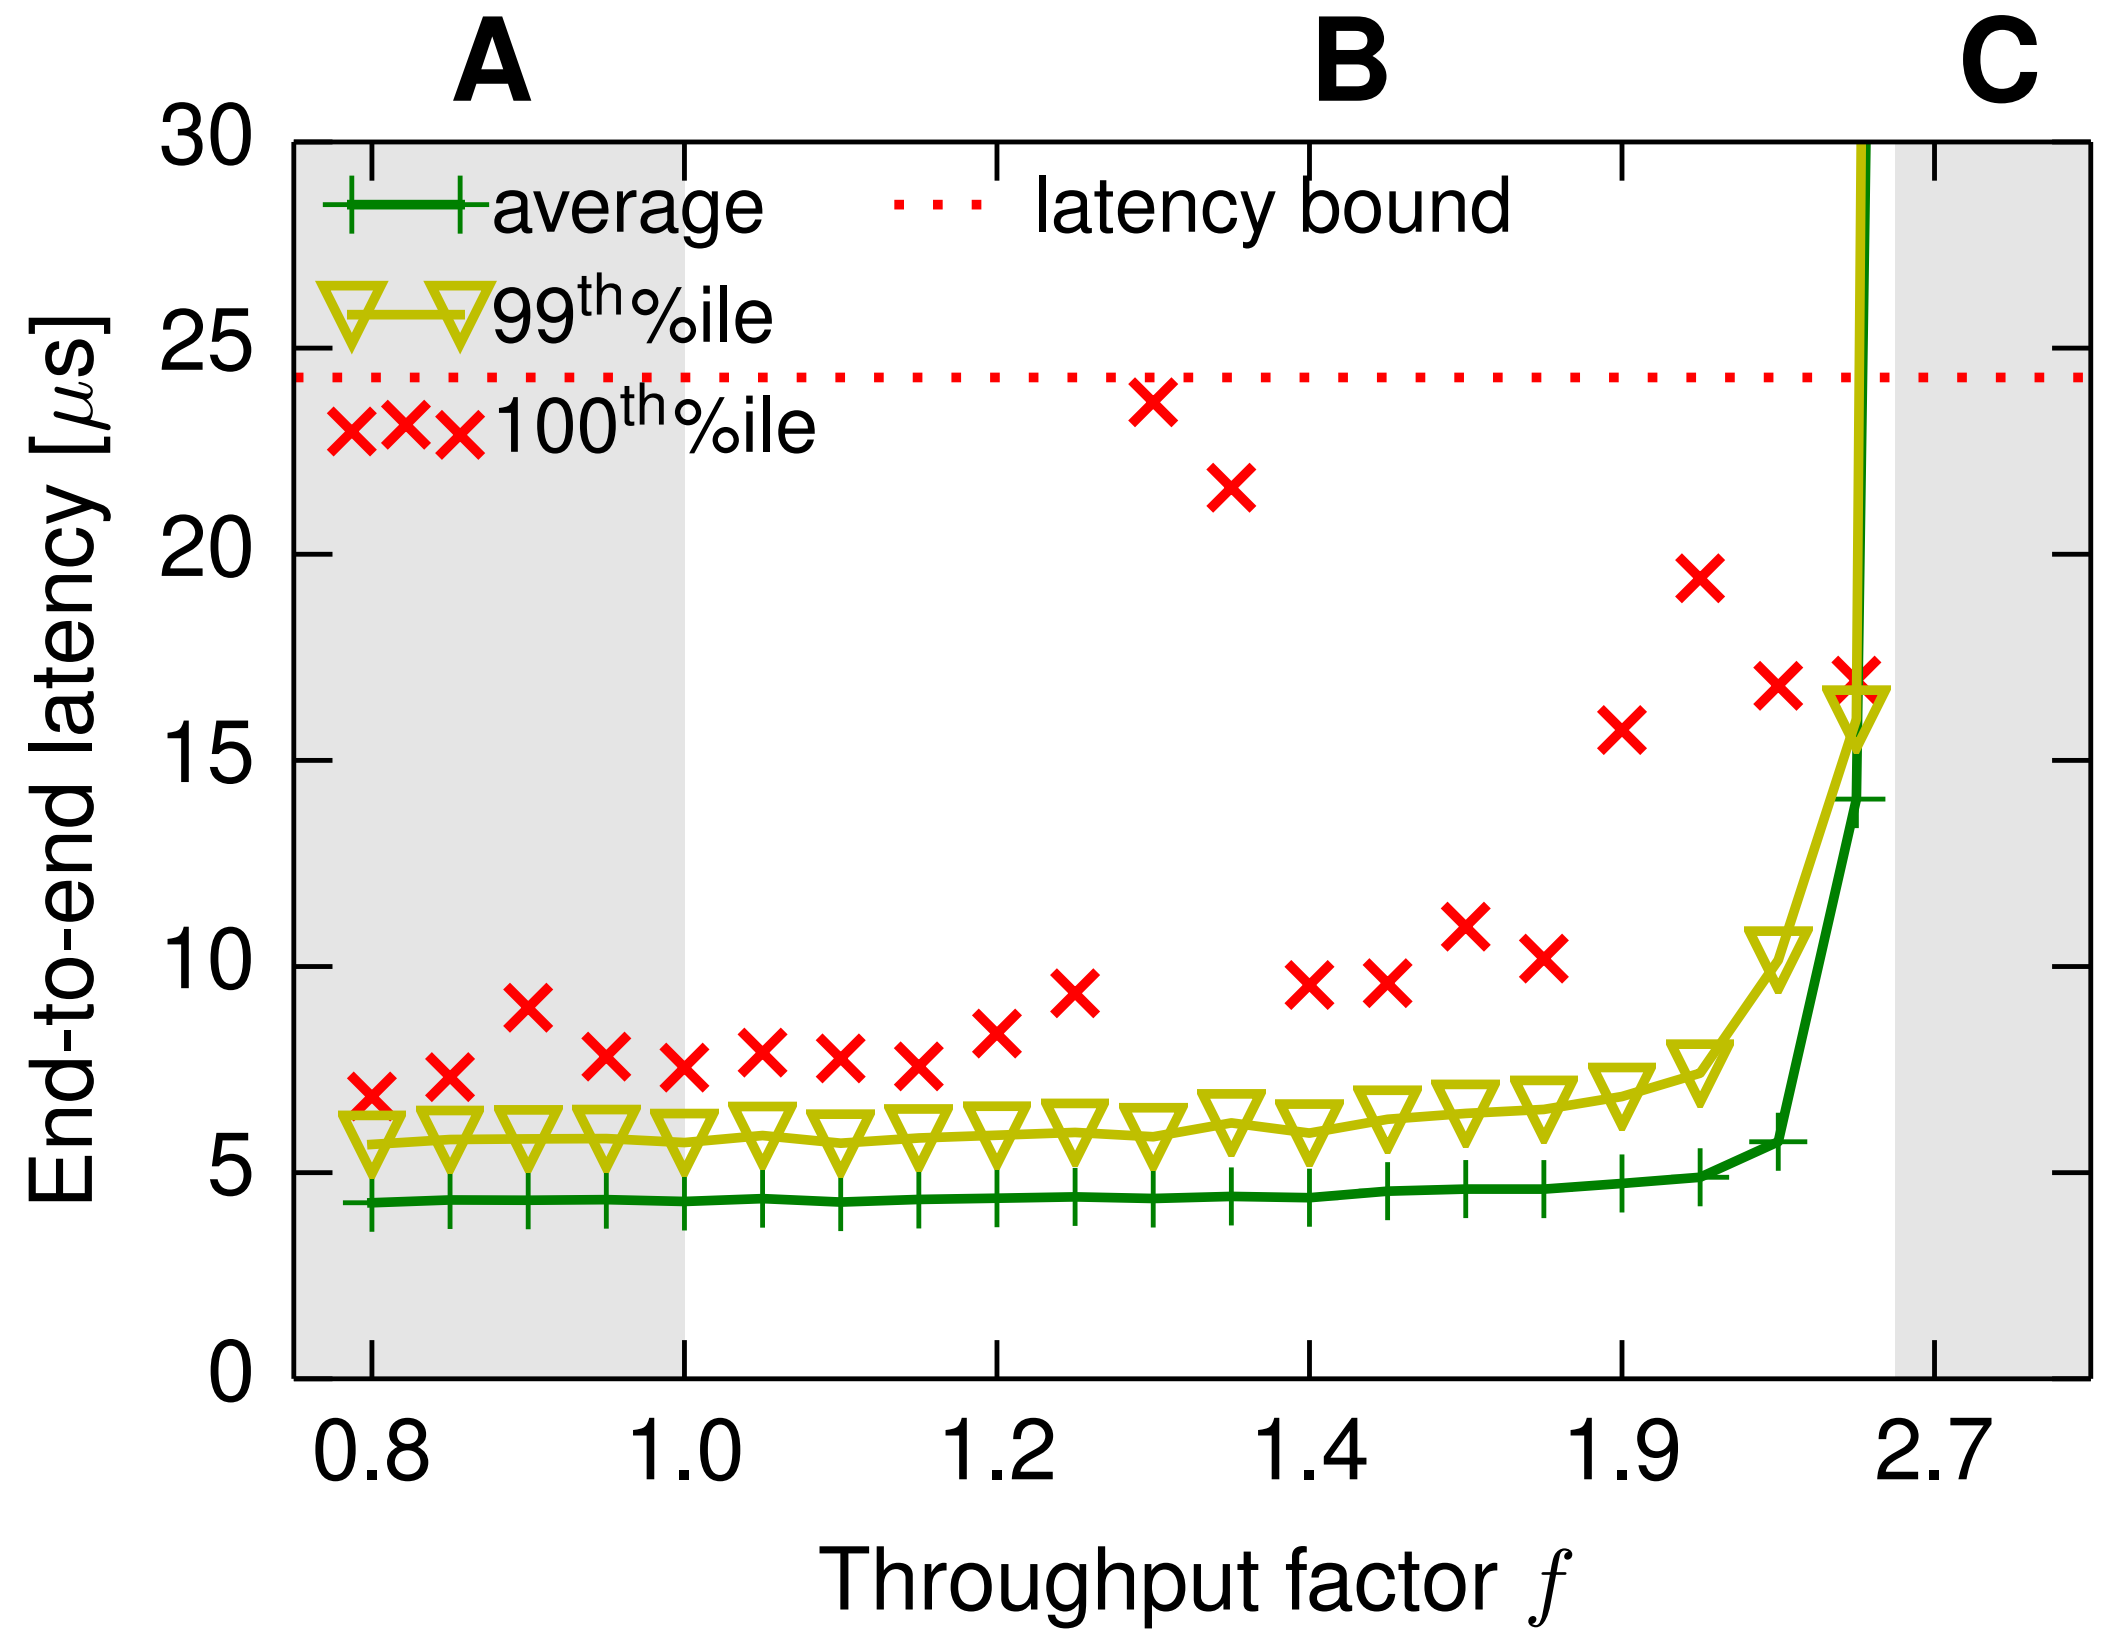 A B C
30
25
20
15
10
5
0
End-to-end latency [μs]
average
latency bound
99th%ile
100th%ile
0.8 1.0 1.2 1.4 1.9 2.7
Throughput factor f